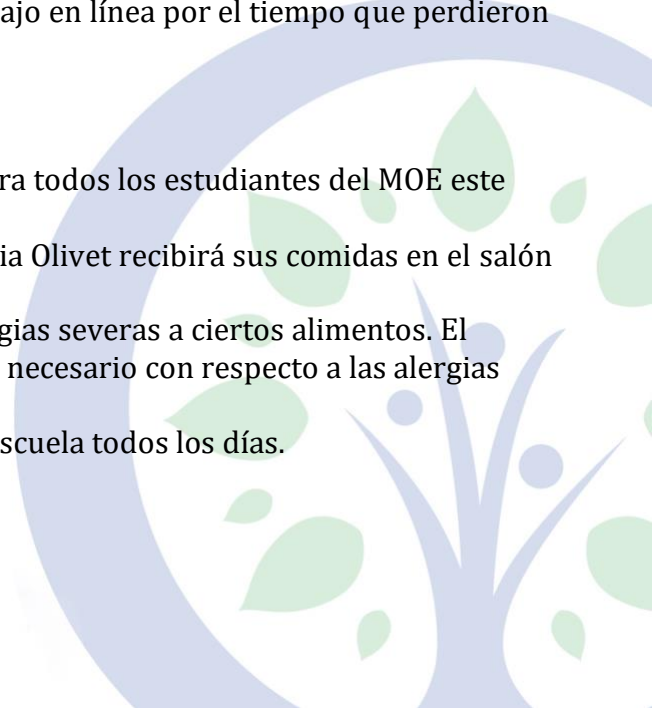 ajo en línea por el tiempo que perdieron
ra todos los estudiantes del MOE este
ia Olivet recibirá sus comidas en el salón
gias severas a ciertos alimentos. El
necesario con respecto a las alergias
scuela todos los días.